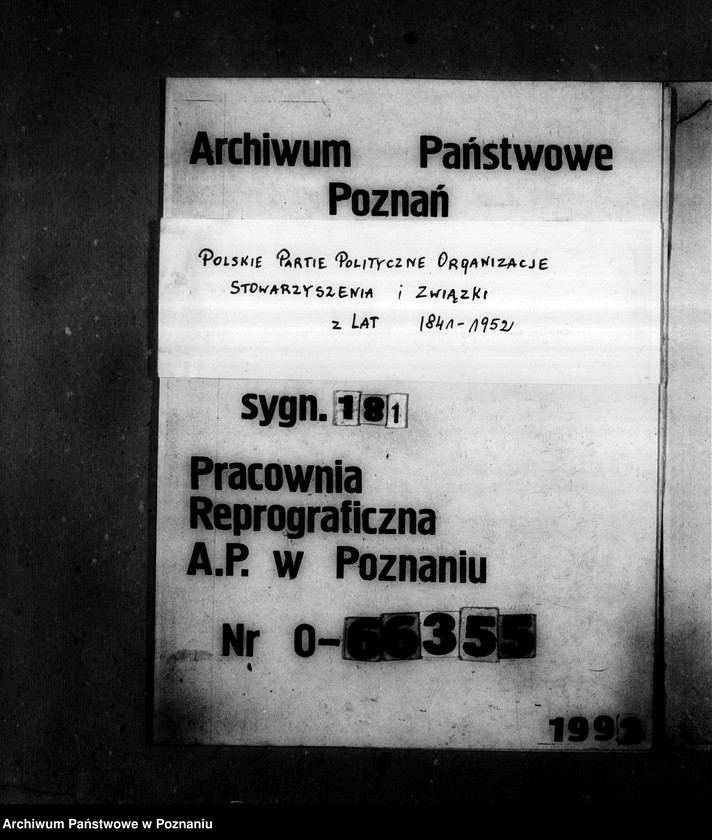 Archiwum Państwowe
Poznań
POLSKIE PARTIE POLITYCZNE ORGANIZACJE
STOWARZYSZENIA i ZWIĄZKI
z LAT 1841-1952
sygn. 181
Pracownia
Reprograficzna
A.P. w Poznaniu
Nr 0-66355
1993
Archiwum Państwowe w Poznaniu